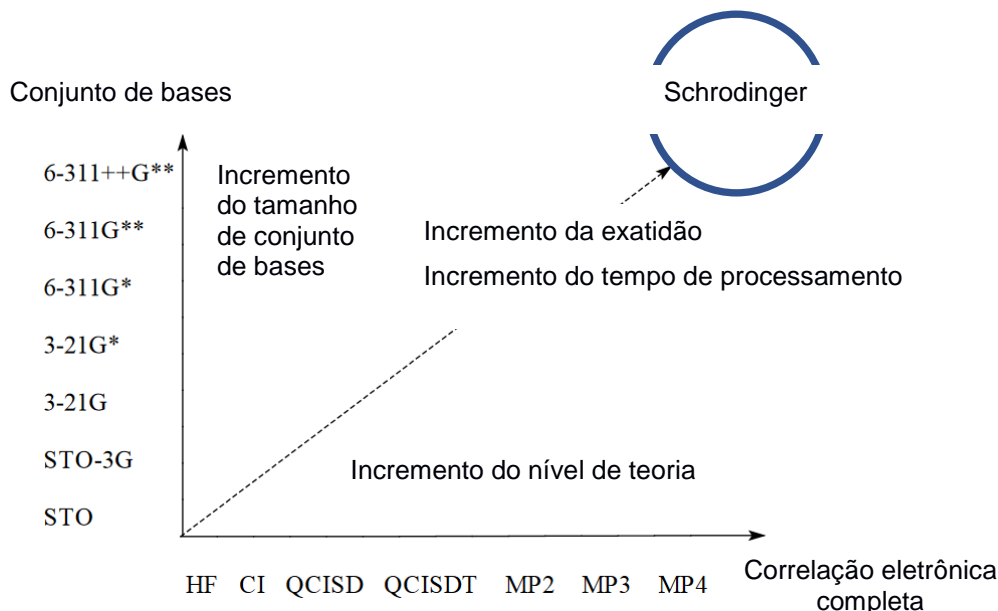 Conjunto de bases
Schrodinger
6-311++G**
6-311G**
6-311G*
3-21G*
3-21G
STO-3G
STO
Incremento
do tamanho
de conjunto
de bases
Incremento da exatidão
Incremento do tempo de processamento
Incremento do nível de teoria
HF CI QCISD QCISDT MP2 MP3 MP4
Correlação eletrônica
completa